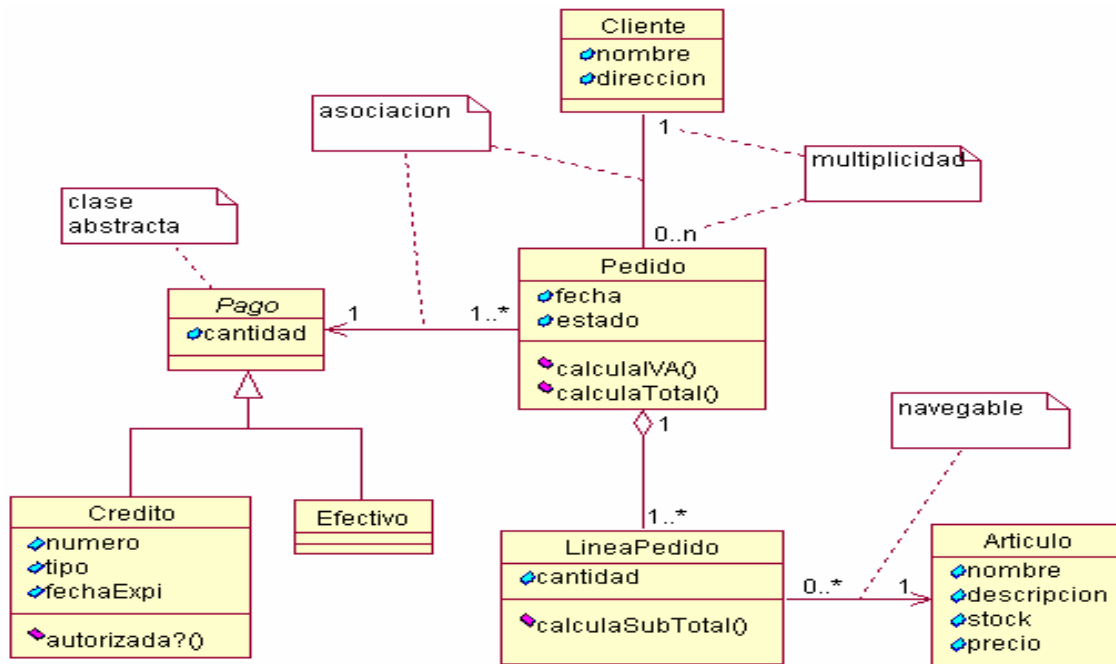 Cliente
nombre
direccion
asociacion
1
multiplicidad
clase
abstracta
0..n
Pedido
fecha
estado
calculaIVA()
calculaTotal()
Pago
cantidad
1
1..*
navegable
1
1..*
Credito
numero
tipo
fechaExpi
autorizada?()
Efectivo
LineaPedido
cantidad
calculaSubTotal()
0..*
1
Articulo
nombre
descripcion
stock
precio